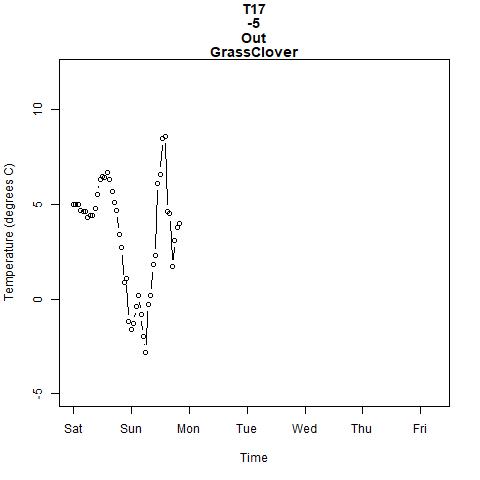 T17
-5
Out
GrassClover
Temperature (degrees C)
10
5
0
-5
Sat Sun Mon Tue Wed Thu Fri
Time